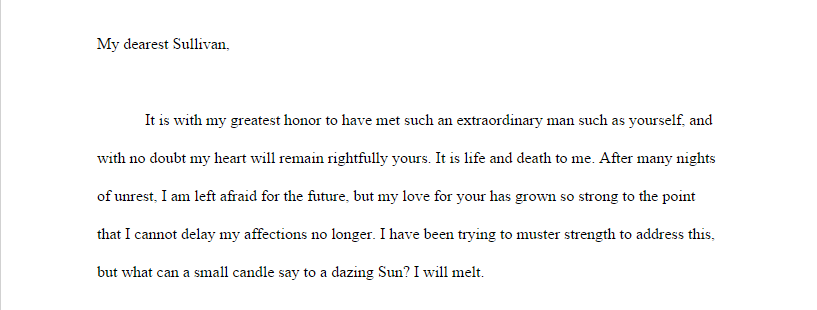 My dearest Sullivan,
It is with my greatest honor to have met such an extraordinary man such as yourself, and
with no doubt my heart will remain rightfully yours. It is life and death to me. After many nights
of unrest, I am left afraid for the future, but my love for your has grown so strong to the point
that I cannot delay my affections no longer. I have been trying to muster strength to address this,
but what can a small candle say to a dazing Sun? I will melt.